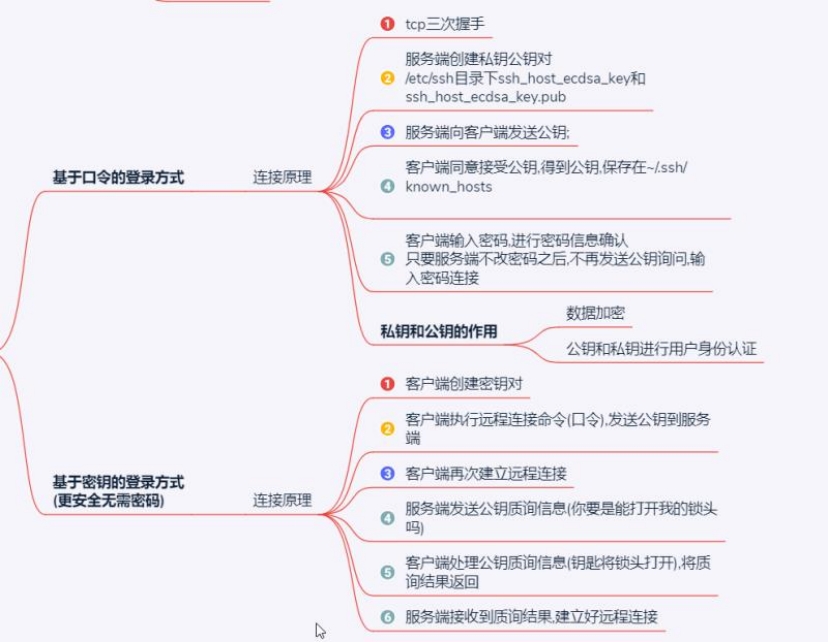 基于口令的登录方式
连接原理
1 tcp三次握手
2 服务端创建私钥公钥对
/etc/ssh目录下ssh_host_ecdsa_key和
ssh_host_ecdsa_key.pub
3 服务端向客户端发送公钥;
4 客户端同意接受公钥,得到公钥,保存在~/.ssh/
known_hosts
5 客户端输入密码,进行密码信息确认
只要服务端不改密码之后,不再发送公钥询问,输
入密码连接
私钥和公钥的作用
数据加密
公钥和私钥进行用户身份认证
基于密钥的登录方式
(更安全无需密码)
连接原理
1 客户端创建密钥对
2 客户端执行远程连接命令(口令),发送公钥到服务
端
3 客户端再次建立远程连接
4 服务端发送公钥质询信息(你要是能打开我的锁头
吗)
5 客户端处理公钥质询信息(钥匙将锁头打开),将质
询结果返回
6 服务端接收到质询结果,建立好远程连接